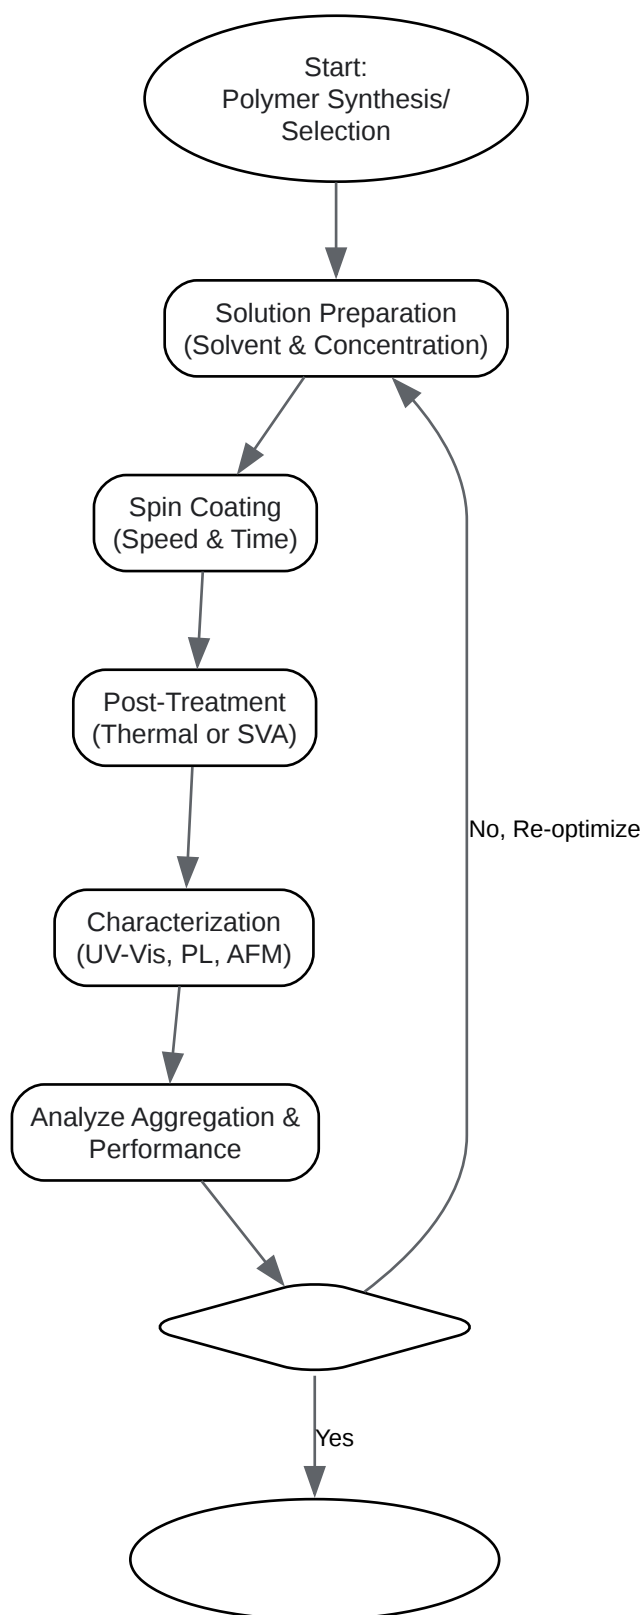 Start:
Polymer Synthesis/
Selection
Solution Preparation
(Solvent & Concentration)
Spin Coating
(Speed & Time)
Post-Treatment
(Thermal or SVA)
No, Re-optimize
Characterization
(UV-Vis, PL, AFM)
Analyze Aggregation &
Performance
Yes